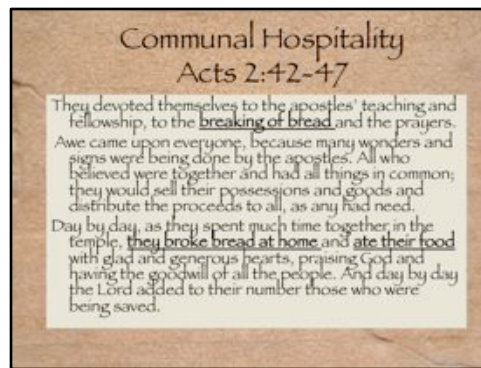 Communal Hospitality
Acts 2:42-47
They devoted themselves to the apostles' teaching and
fellowship, to the breaking of bread and the prayers.
Awe came upon everyone, because many wonders and
signs were being done by the apostles. All who
believed were together and had all things in common;
they would sell their possessions and goods and
distribute the proceeds to all, as any had need.
Day by day, as they spent much time together in the
temple, they broke bread at home and ate their food
with glad and generous hearts, praising God and
having the goodwill of all the people. And day by day
the Lord added to their number those who were
being saved.